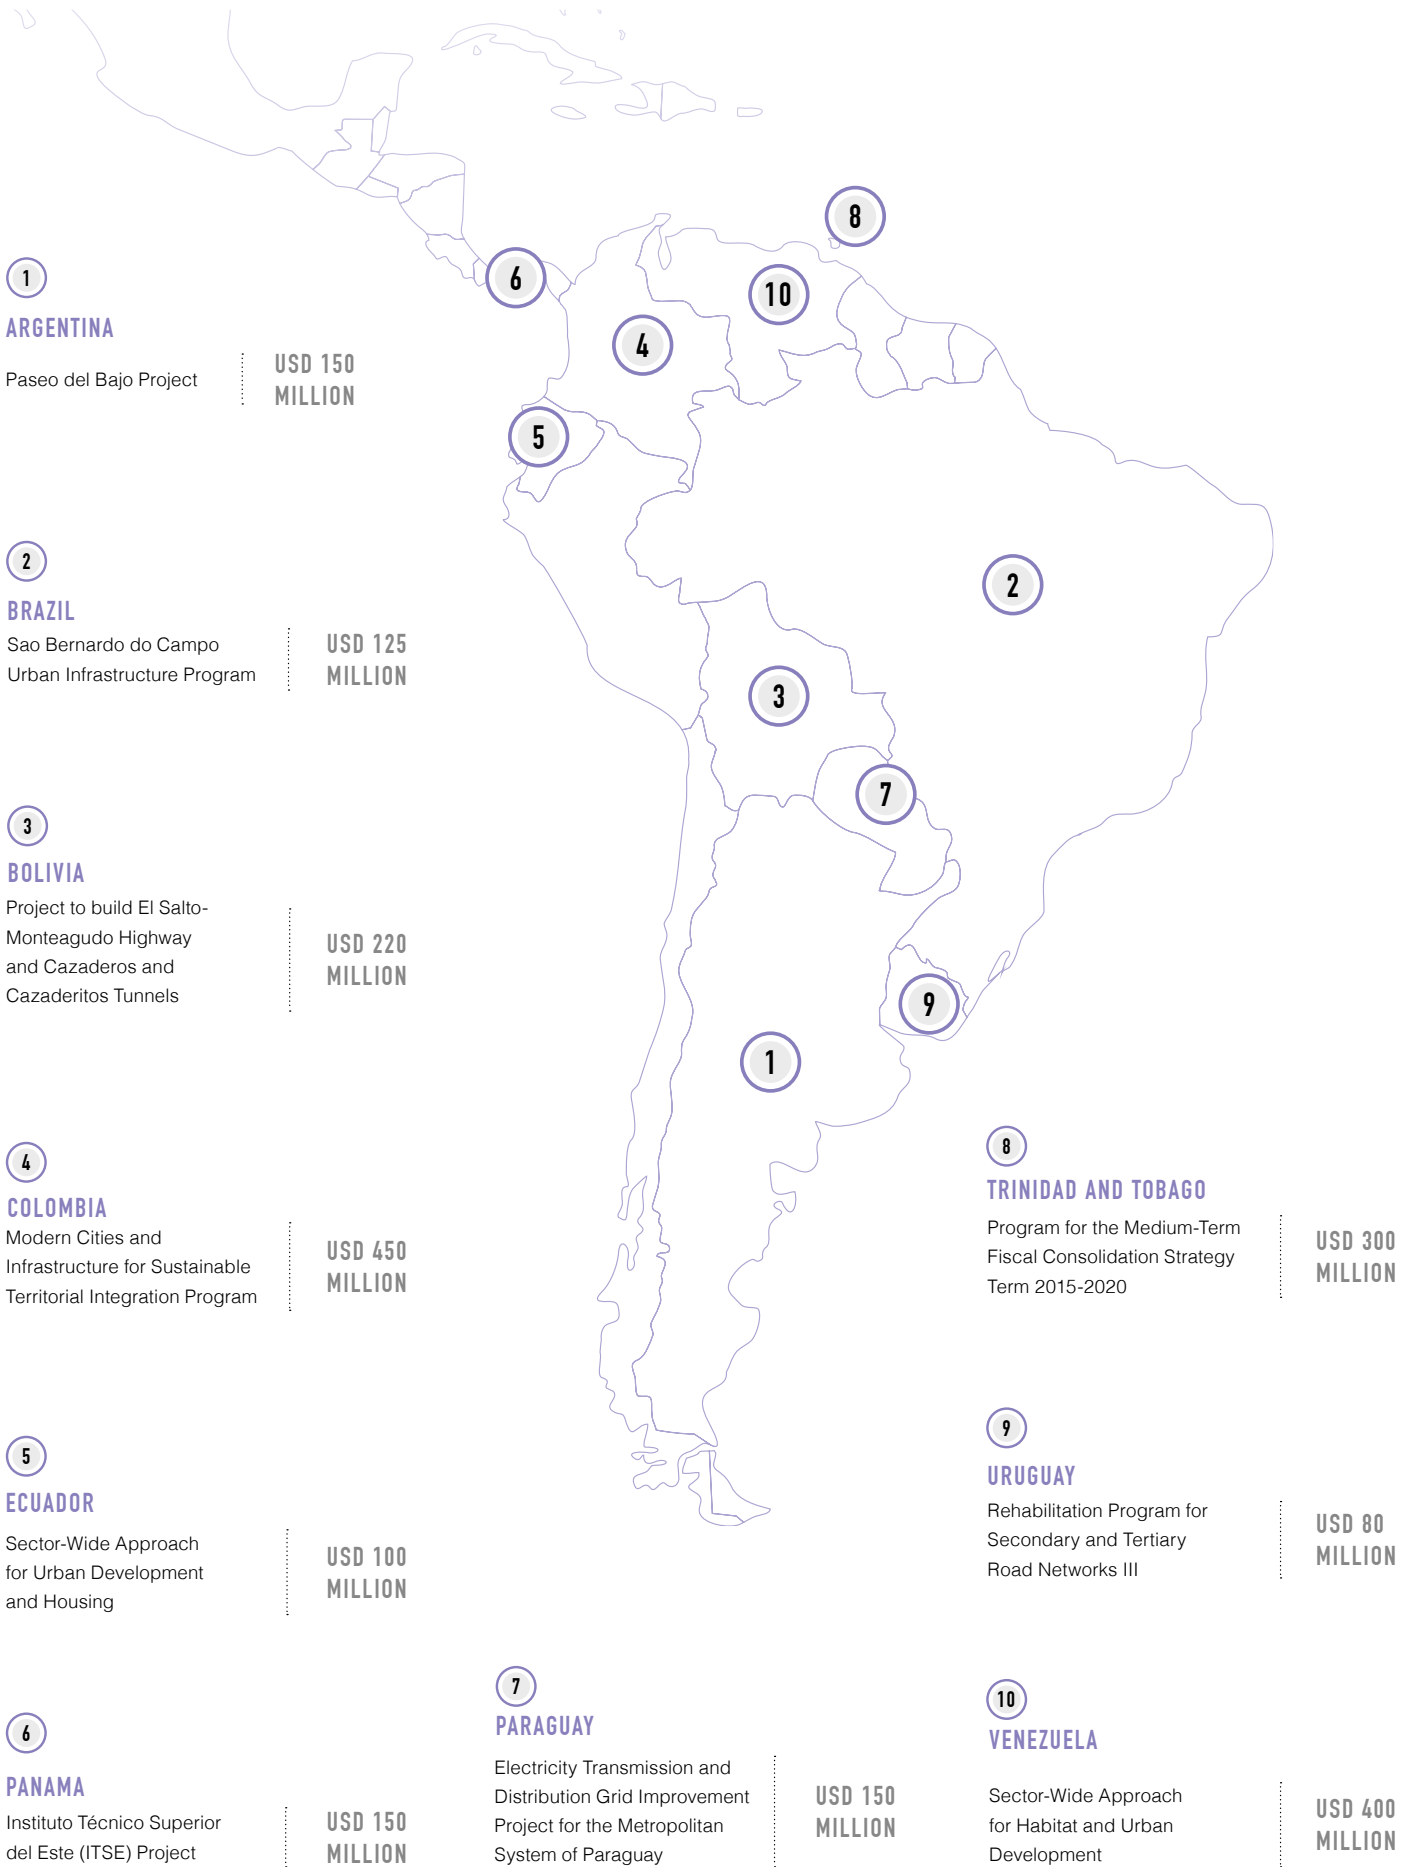 1
ARGENTINA
Paseo del Bajo Project
USD 150
MILLION
2
BRAZIL
Sao Bernardo do Campo
Urban Infrastructure Program
USD 125
MILLION
3
BOLIVIA
Project to build El Salto-
Monteagudo Highway
and Cazaderos and
Cazaderitos Tunnels
USD 220
MILLION
4
COLOMBIA
Modern Cities and
Infrastructure for Sustainable
Territorial Integration Program
USD 450
MILLION
5
ECUADOR
Sector-Wide Approach
for Urban Development
and Housing
USD 100
MILLION
6
PANAMA
Instituto Técnico Superior
del Este (ITSE) Project
USD 150
MILLION
7
PARAGUAY
Electricity Transmission and
Distribution Grid Improvement
Project for the Metropolitan
System of Paraguay
USD 150
MILLION
8
TRINIDAD AND TOBAGO
Program for the Medium-Term
Fiscal Consolidation Strategy
Term 2015-2020
USD 300
MILLION
9
URUGUAY
Rehabilitation Program for
Secondary and Tertiary
Road Networks III
USD 80
MILLION
10
VENEZUELA
Sector-Wide Approach
for Habitat and Urban
Development
USD 400
MILLION
8
6
10
4
5
2
3
7
9
1